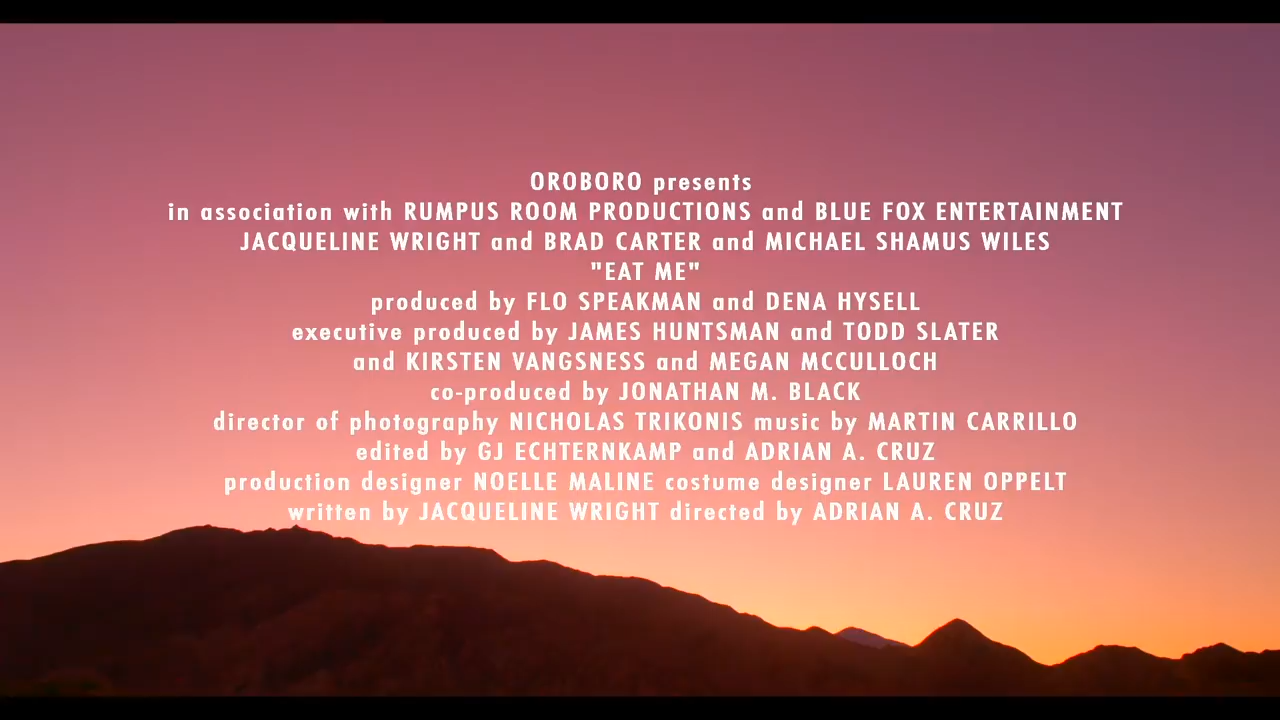 OROBORO presents
in association with RUMPUS ROOM PRODUCTIONS and BLUE FOX ENTERTAINMENT
JACQUELINE WRIGHT and BRAD CARTER and MICHAEL SHAMUS WILES
"EAT ME"
produced by FLO SPEAKMAN and DENA HYSELL
executive produced by JAMES HUNTSMAN and TODD SLATER
and KIRSTEN VANGSNESS and MEGAN MCCULLOCH
co-produced by JONATHAN M. BLACK
director of photography NICHOLAS TRIKONIS music by MARTIN CARRILLO
edited by GJ ECHTERNKAMP and ADRIAN A. CRUZ
production designer NOELLE MALINE costume designer LAUREN OPPELT
written by JACQUELINE WRIGHT directed by ADRIAN A. CRUZ